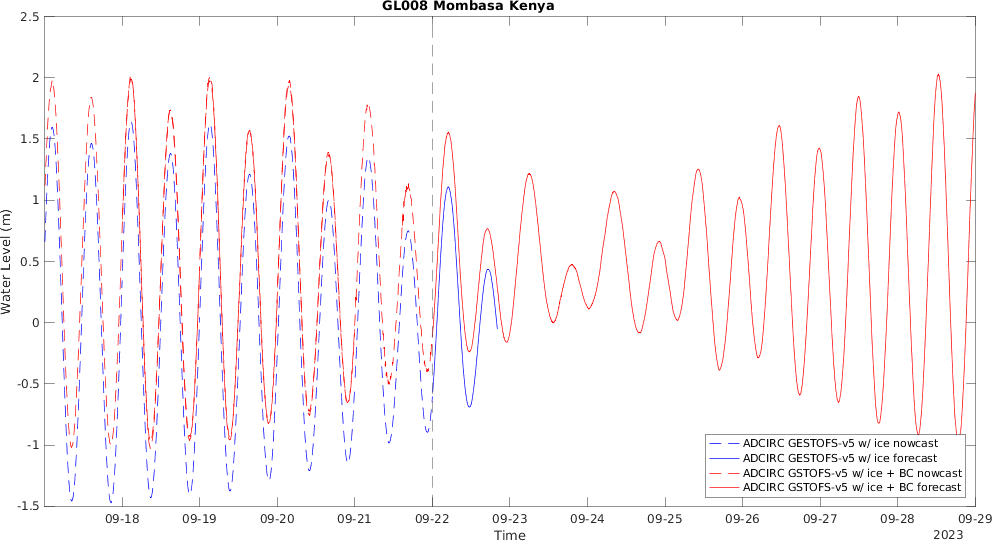 GL008 Mombasa Kenya
2.5
2
1.5
1
0.5
0
-0.5
-1
-1.5
Water Level (m)
09-18 09-19 09-20 09-21 09-22 09-23 09-24 09-25 09-26 09-27 09-28 09-29
Time
2023
ADCIRC GESTOFS-v5 w/ ice nowcast
ADCIRC GESTOFS-v5 w/ ice forecast
ADCIRC GSTOFS-v5 w/ ice + BC nowcast
ADCIRC GSTOFS-v5 w/ ice + BC forecast